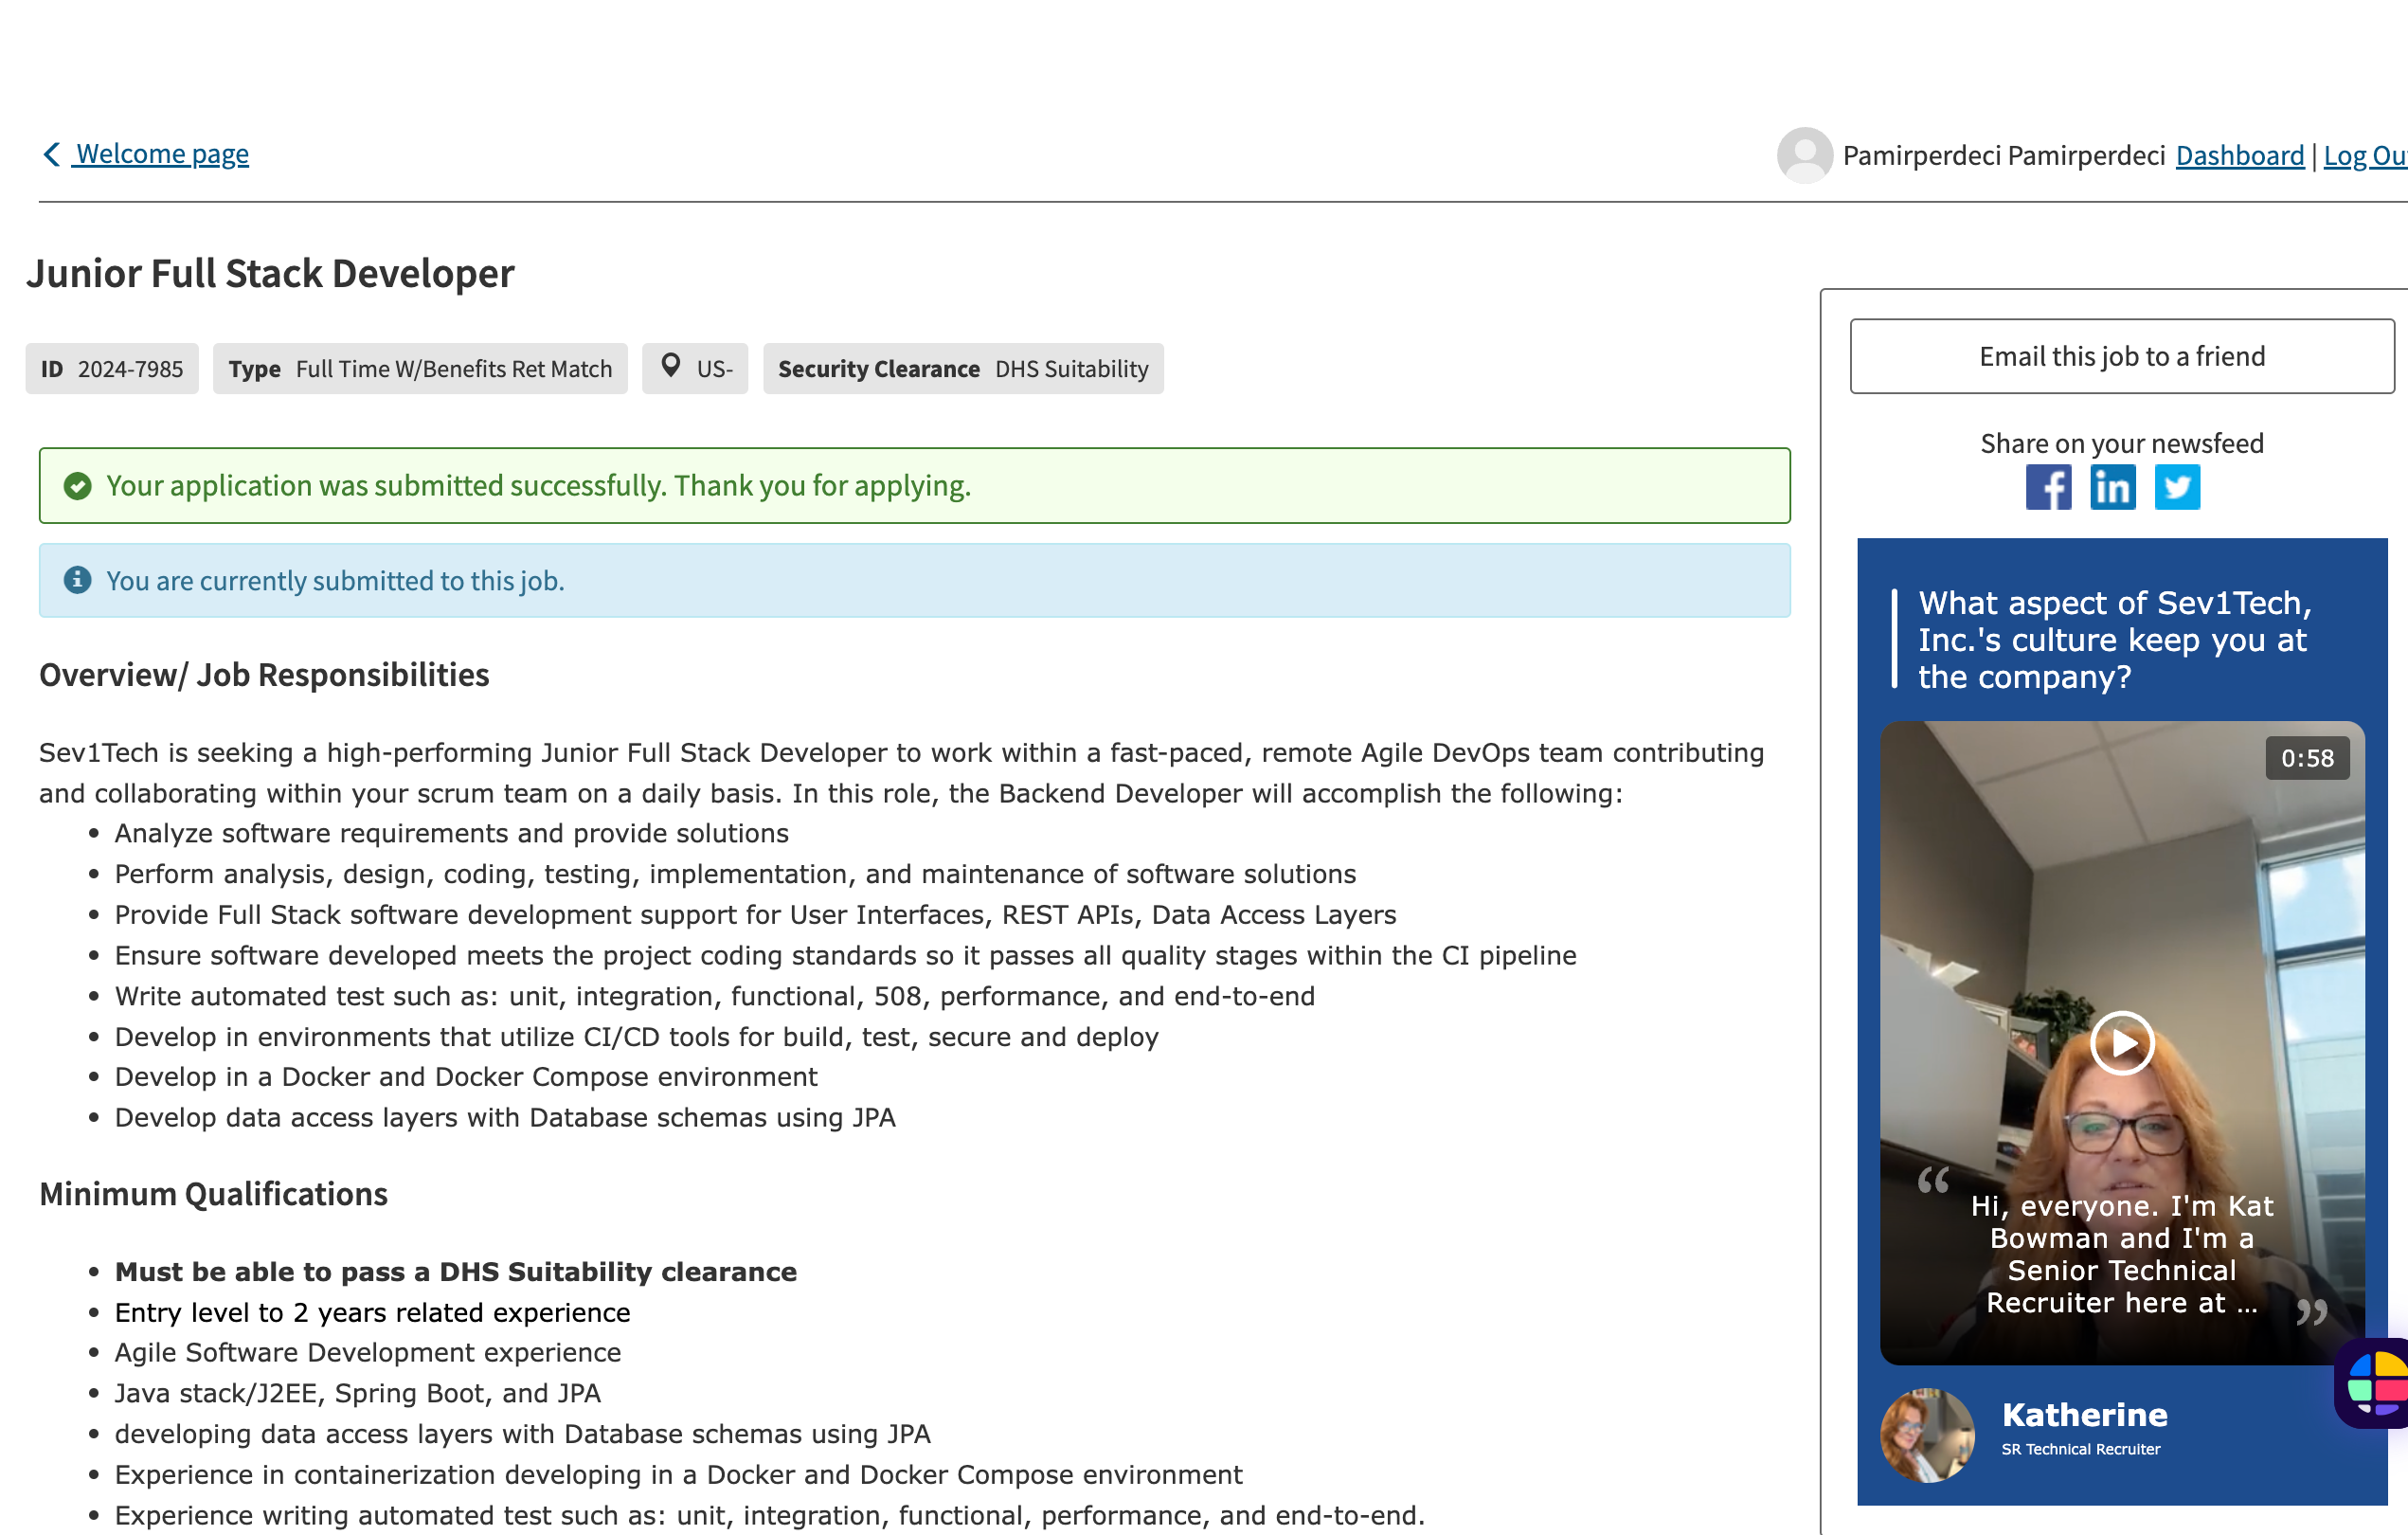 Welcome page
Pamirperdeci Pamirperdeci Dashboard | Log Ou
Junior Full Stack Developer
ID 2024-7985 Type Full Time W/Benefits Ret Match US- Security Clearance DHS Suitability
Your application was submitted successfully. Thank you for applying.
You are currently submitted to this job.
Overview/ Job Responsibilities
Sev1Tech is seeking a high-performing Junior Full Stack Developer to work within a fast-paced, remote Agile DevOps team contributing
and collaborating within your scrum team on a daily basis. In this role, the Backend Developer will accomplish the following:
• Analyze software requirements and provide solutions
• Perform analysis, design, coding, testing, implementation, and maintenance of software solutions
• Provide Full Stack software development support for User Interfaces, REST APIs, Data Access Layers
• Ensure software developed meets the project coding standards so it passes all quality stages within the CI pipeline
• Write automated test such as: unit, integration, functional, 508, performance, and end-to-end
• Develop in environments that utilize CI/CD tools for build, test, secure and deploy
• Develop in a Docker and Docker Compose environment
• Develop data access layers with Database schemas using JPA
Minimum Qualifications
• Must be able to pass a DHS Suitability clearance
• Entry level to 2 years related experience
• Agile Software Development experience
• Java stack/J2EE, Spring Boot, and JPA
• developing data access layers with Database schemas using JPA
• Experience in containerization developing in a Docker and Docker Compose environment
• Experience writing automated test such as: unit, integration, functional, performance, and end-to-end.
Email this job to a friend
Share on your newsfeed
f in
What aspect of Sev1Tech,
Inc.'s culture keep you at
the company?
0:58
“ Hi, everyone. I'm Kat
Bowman and I'm a
Senior Technical
Recruiter here at ... ”
Katherine
SR Technical Recruiter